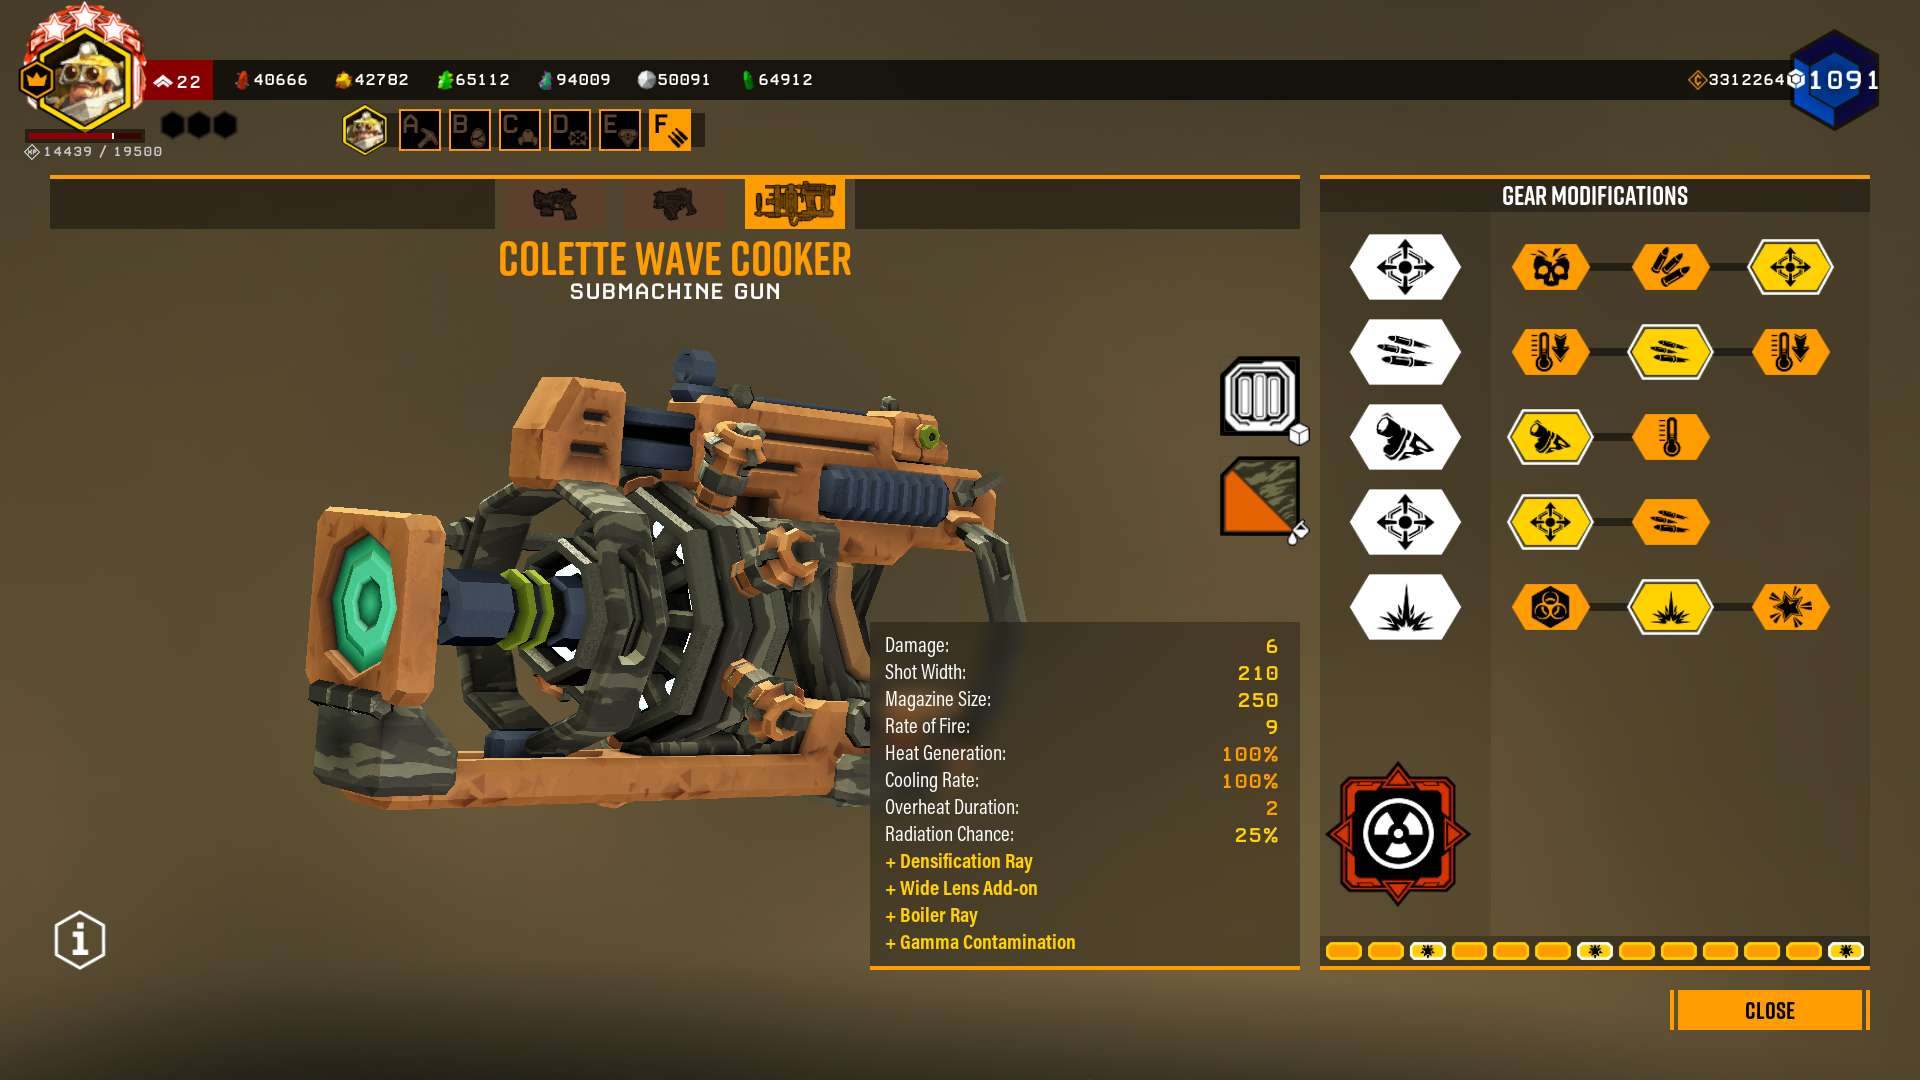 22
40666
42782
65112
94009
50091
64912
3312264
1091
14439 / 19500
A
B
C
D
E
F
COLETTE WAVE COOKER
SUBMACHINE GUN
GEAR MODIFICATIONS
Damage: 6
Shot Width: 210
Magazine Size: 250
Rate of Fire: 9
Heat Generation: 100%
Cooling Rate: 100%
Overheat Duration: 2
Radiation Chance: 25%
+ Densification Ray
+ Wide Lens Add-on
+ Boiler Ray
+ Gamma Contamination
CLOSE